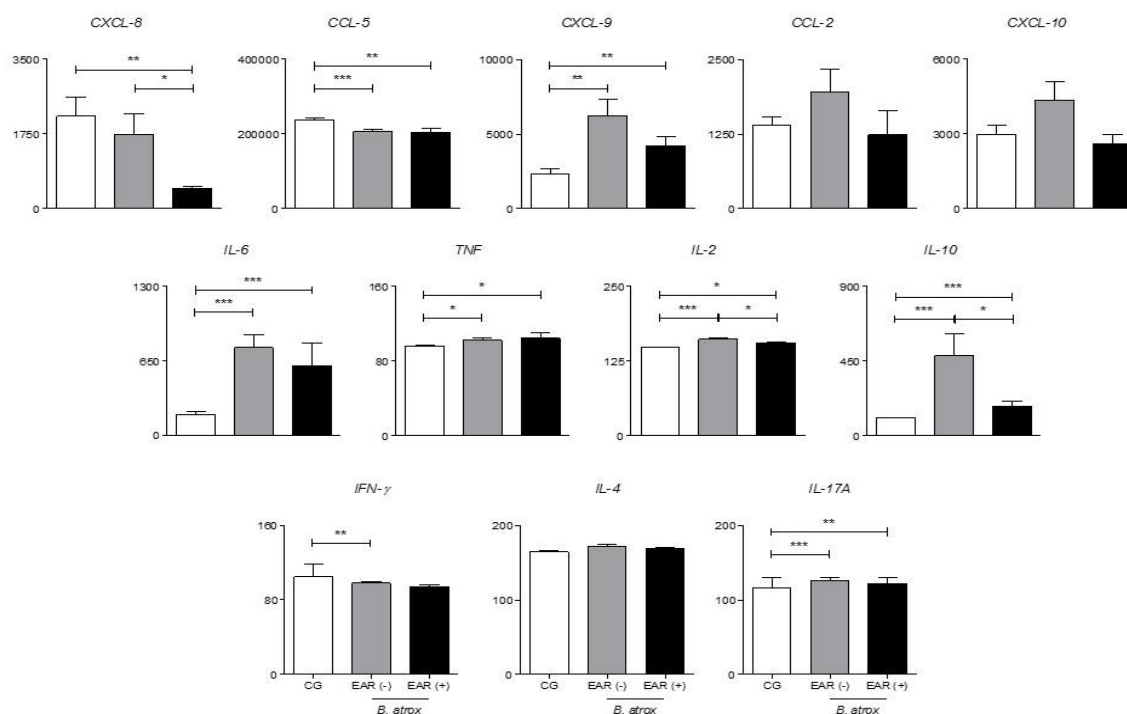 CXCL-8 CCL-5 CXCL-9 CCL-2 CXCL-10
3500 400000 10000 2500 6000
** ** **
* *** **
1750 200000 5000 1250 3000
0 0 0 0 0
IL-6 TNF IL-2 IL-10
1300 160 250 900
*** * * ***
*** * *** * *** *
650 80 125 450
0 0 0 0
IFN-γ IL-4 IL-17A
160 200 200
** ** ***
80 100 100
0 0 0
CG EAR (-) EAR (+) CG EAR (-) EAR (+) CG EAR (-) EAR (+)
B. atrox B. atrox B. atrox